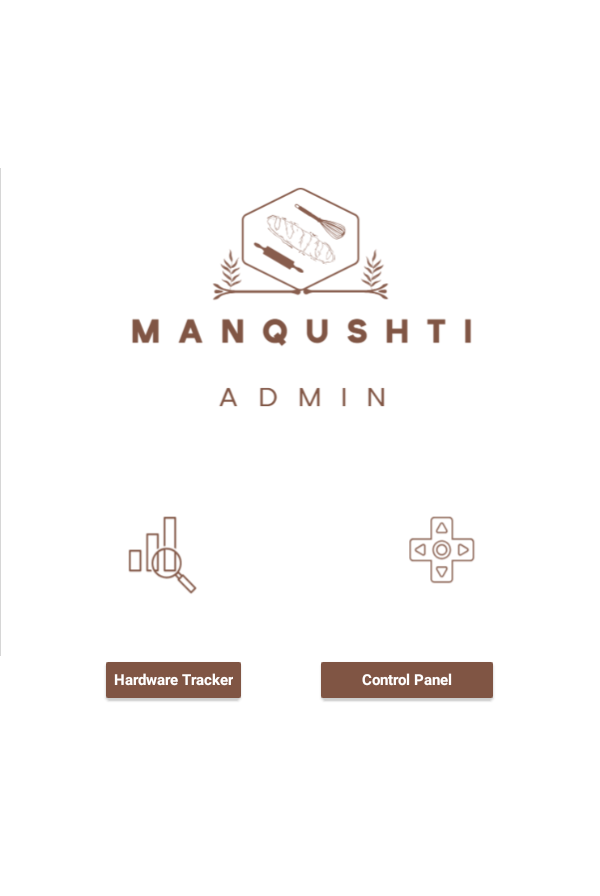 MANQUSHTI
ADMIN
Hardware Tracker
Control Panel